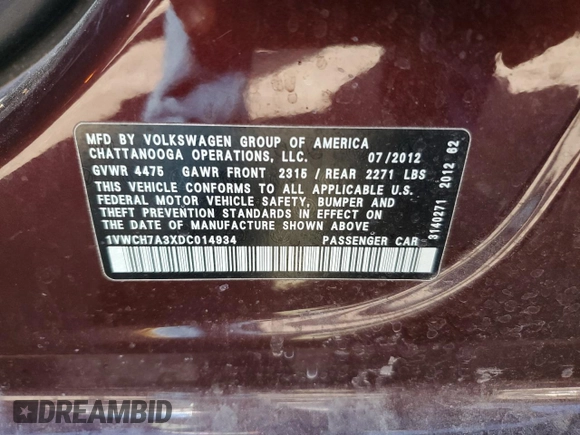 MFD BY VOLKSWAGEN GROUP OF AMERICA
CHATTANOOGA OPERATIONS, LLC. 07/2012
GVWR 4475 GAWR FRONT 2315 / REAR 2271 LBS
THIS VEHICLE CONFORMS TO ALL APPLICABLE U.S.
FEDERAL MOTOR VEHICLE SAFETY, BUMPER AND
THEFT PREVENTION STANDARDS IN EFFECT ON
THE DATE OF MANUFACTURE SHOWN ABOVE.
1VWCH7A3XDC014934 PASSENGER CAR
3140271 2012 62
DREAMBID